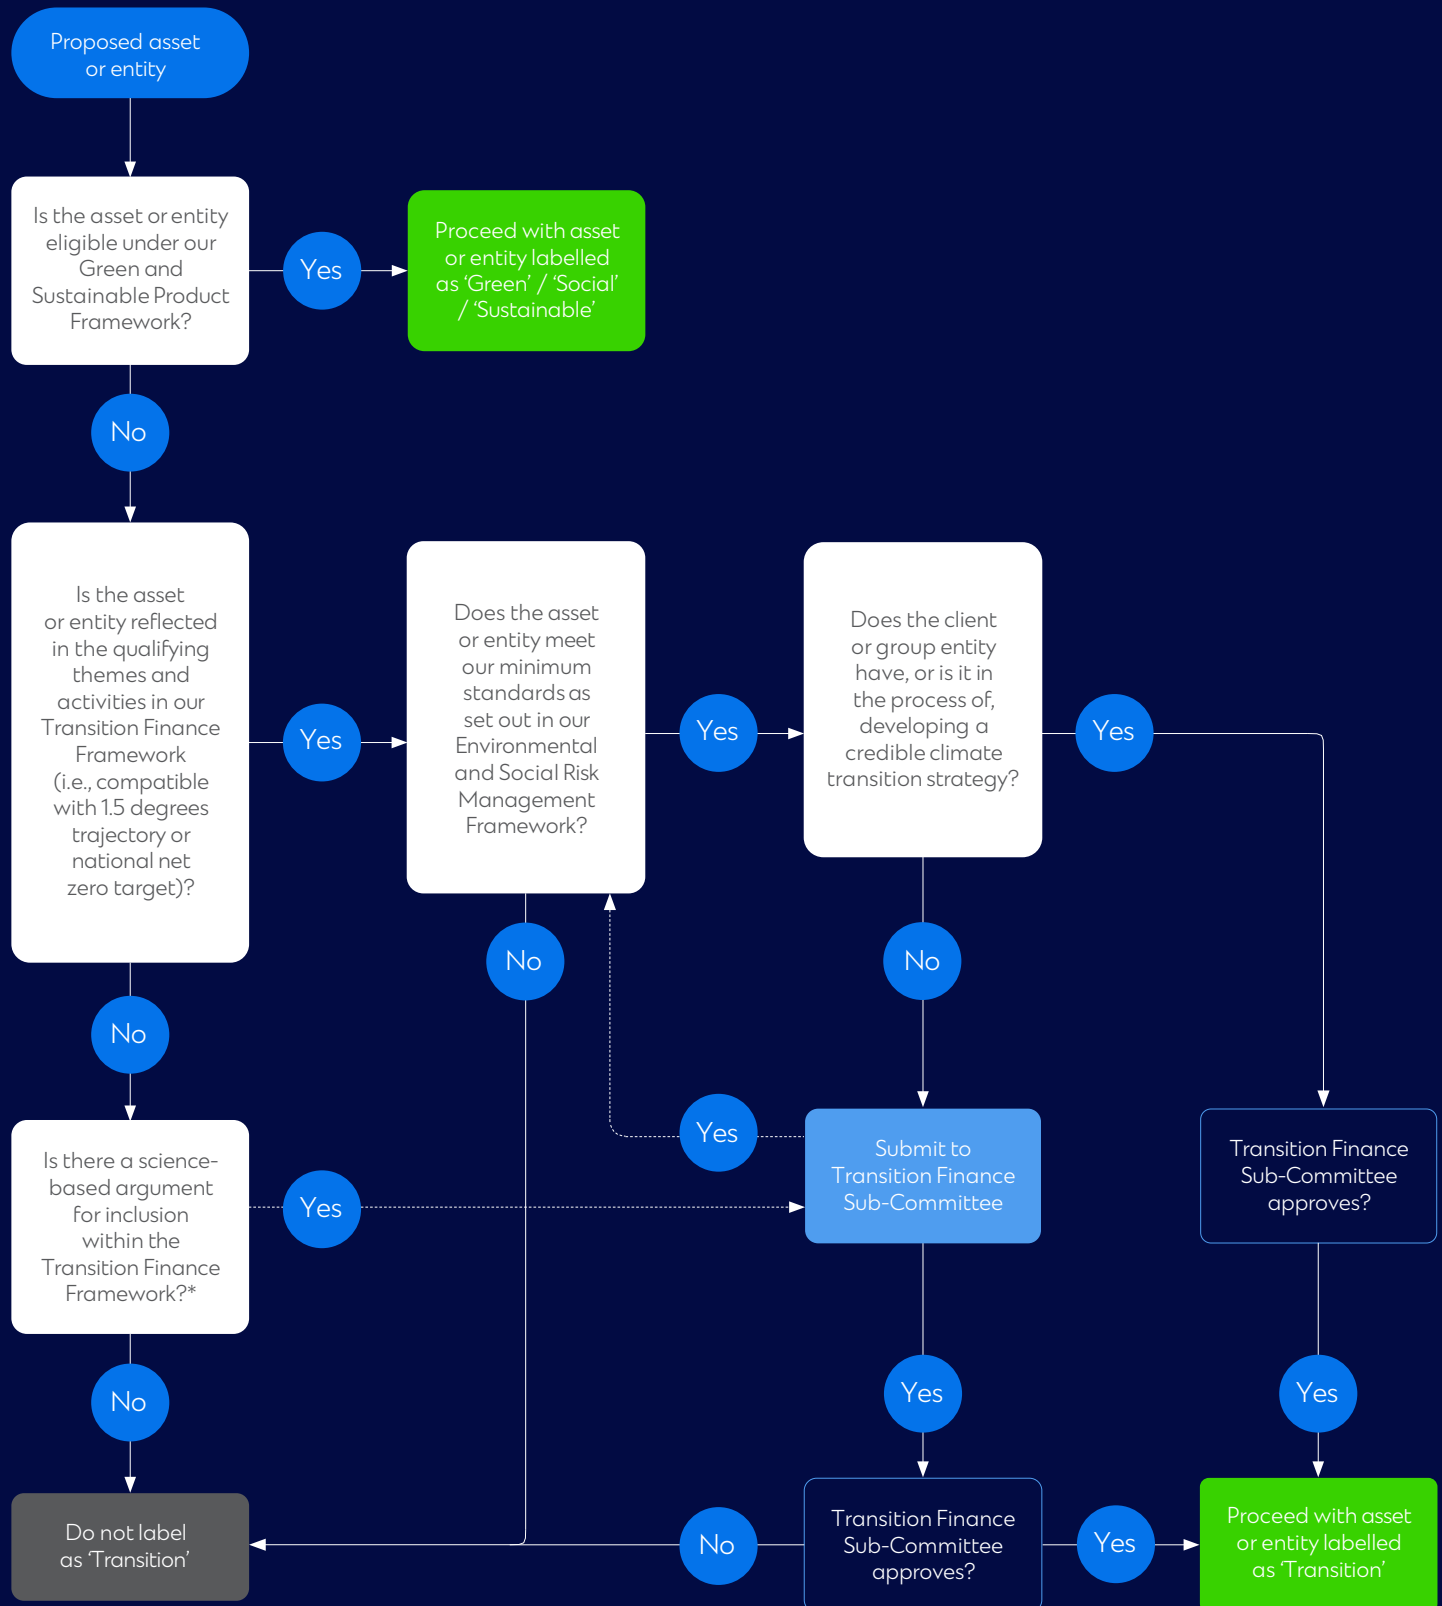 Proposed asset
or entity
Is the asset or entity
eligible under our
Green and
Sustainable Product
Framework?
Yes
Proceed with asset
or entity labelled
as ‘Green’ / ‘Social’
/ ‘Sustainable’
No
Is the asset
or entity reflected
in the qualifying
themes and
activities in our
Transition Finance
Framework
(i.e., compatible
with 1.5 degrees
trajectory or
national net
zero target)?
Yes
Does the asset
or entity meet
our minimum
standards as
set out in our
Environmental
and Social Risk
Management
Framework?
Yes
Does the client
or group entity
have, or is it in
the process of,
developing a
credible climate
transition strategy?
Yes
No
No
No
Is there a science-
based argument
for inclusion
within the
Transition Finance
Framework?*
Yes
Yes
Submit to
Transition Finance
Sub-Committee
Transition Finance
Sub-Committee
approves?
No
Yes
Yes
Do not label
as ‘Transition’
No
Transition Finance
Sub-Committee
approves?
Yes
Proceed with asset
or entity labelled
as ‘Transition’